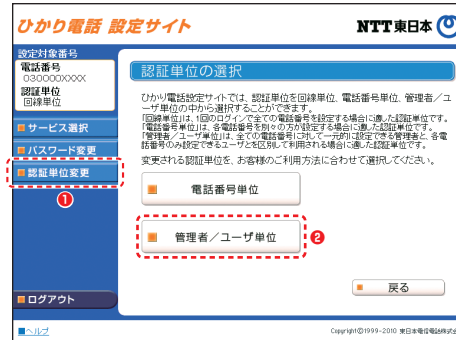 ひかり電話 設定サイト
NTT東日本
設定対象番号
電話番号
030000XXXX
認証単位
回線単位
サービス選択
パスワード変更
認証単位変更
1
ログアウト
ヘルプ
認証単位の選択
ひかり電話設定サイトでは、認証単位を回線単位、電話番号単位、管理者／ユ
ーザ単位の中から選択することができます。
「回線単位」は、1回のログインで全ての電話番号を設定する場合に適した認証単位です。
「電話番号単位」は、各電話番号を別々の方が設定する場合に適した認証単位です。
「管理者／ユーザ単位」は、全ての電話番号に対して一元的に設定できる管理者と、各電
話番号のみ設定できるユーザとを区別して利用される場合に適した認証単位です。
変更される認証単位を、お客様のご利用方法に合わせて選択してください。
電話番号単位
管理者／ユーザ単位
2
戻る
Copyright©1999-2010 東日本電信電話株式会